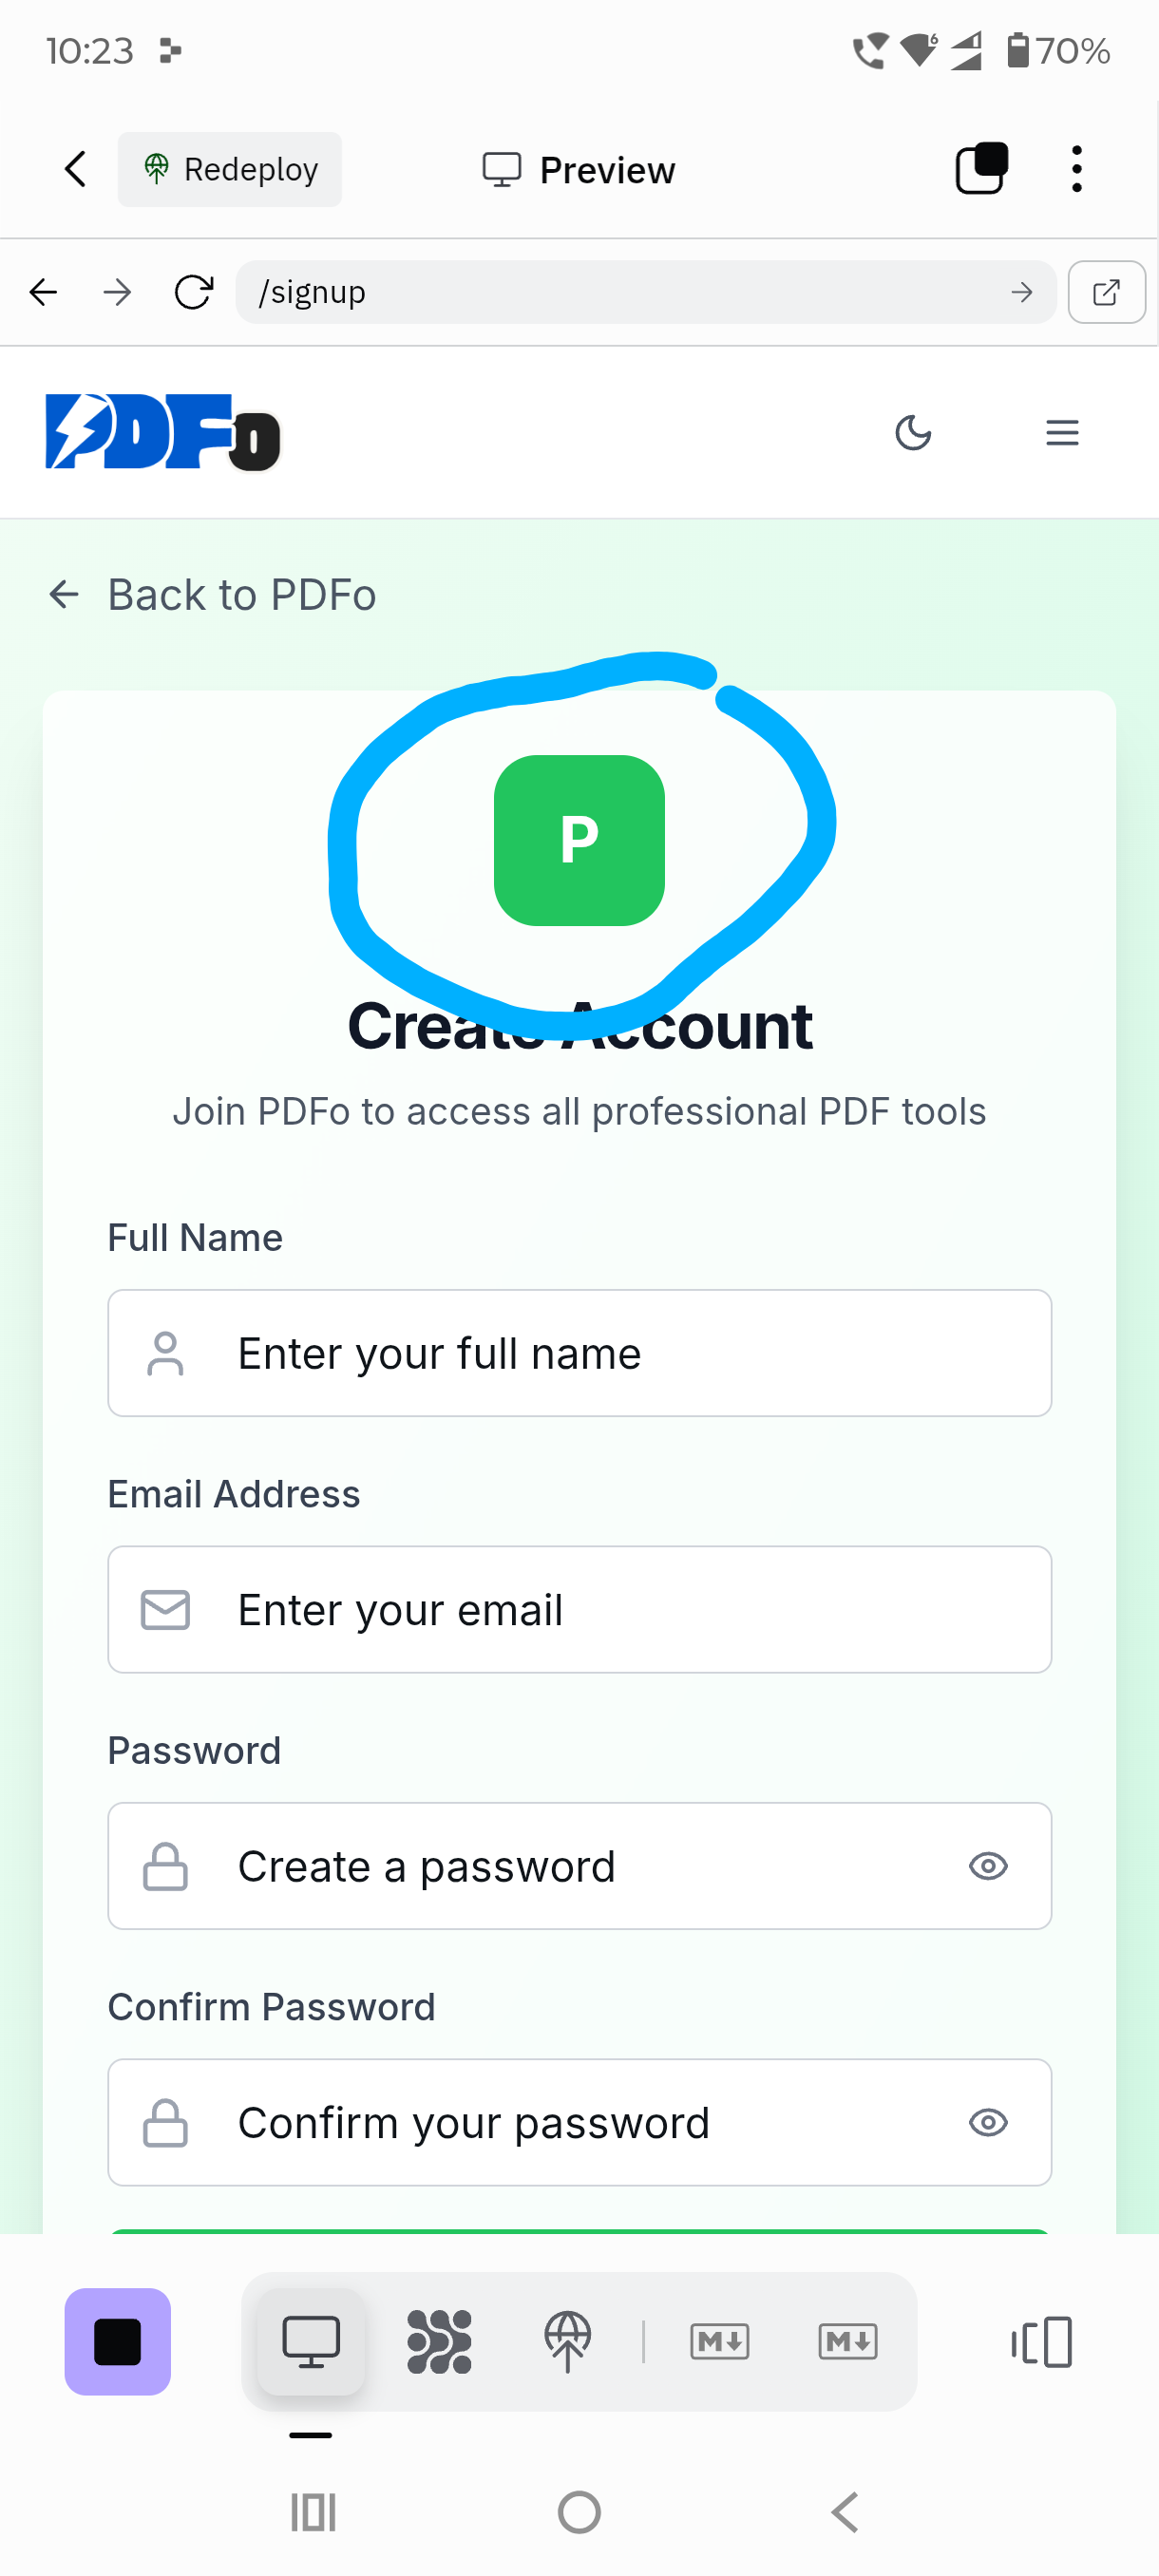 10:23
6
70%
Redeploy
Preview
/signup
PDFo
Back to PDFo
P
Create Account
Join PDFo to access all professional PDF tools
Full Name
Enter your full name
Email Address
Enter your email
Password
Create a password
Confirm Password
Confirm your password
M M